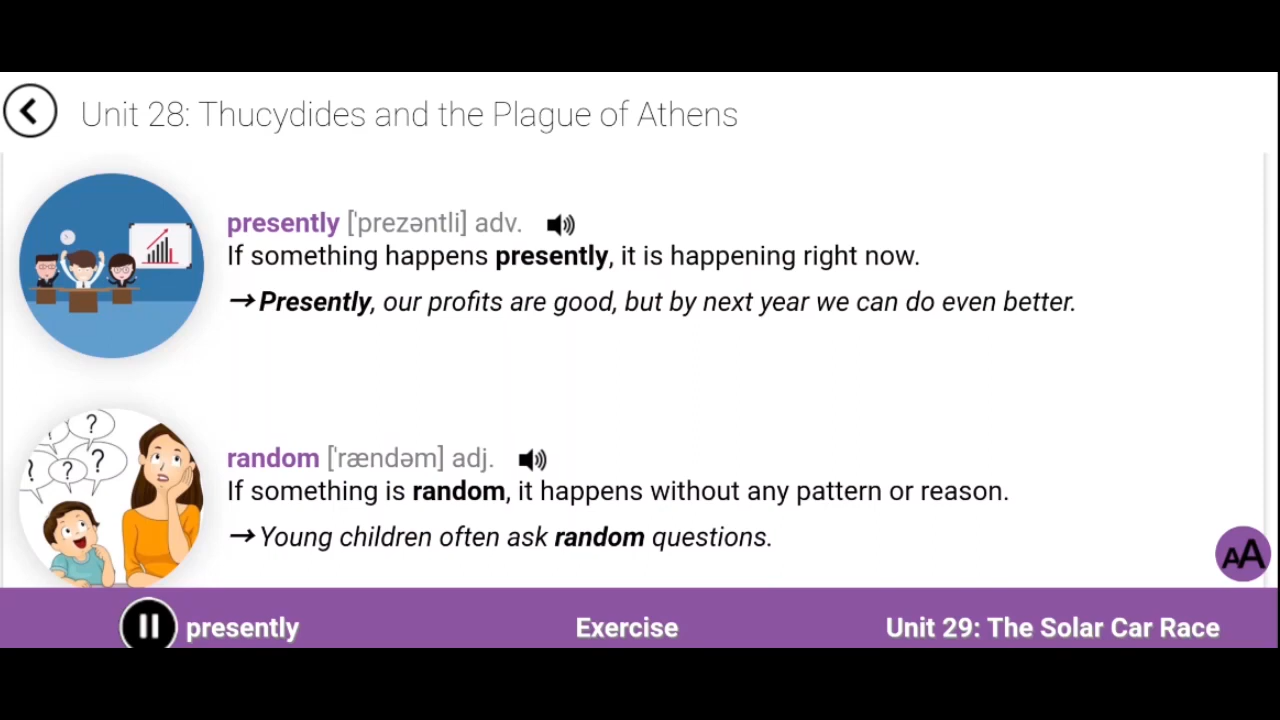 Unit 28: Thucydides and the Plague of Athens
presently ['prezəntli] adv.
If something happens presently, it is happening right now.
→ Presently, our profits are good, but by next year we can do even better.
? ? ? ?
random ['rændəm] adj.
If something is random, it happens without any pattern or reason.
→ Young children often ask random questions.
AA
presently Exercise Unit 29: The Solar Car Race